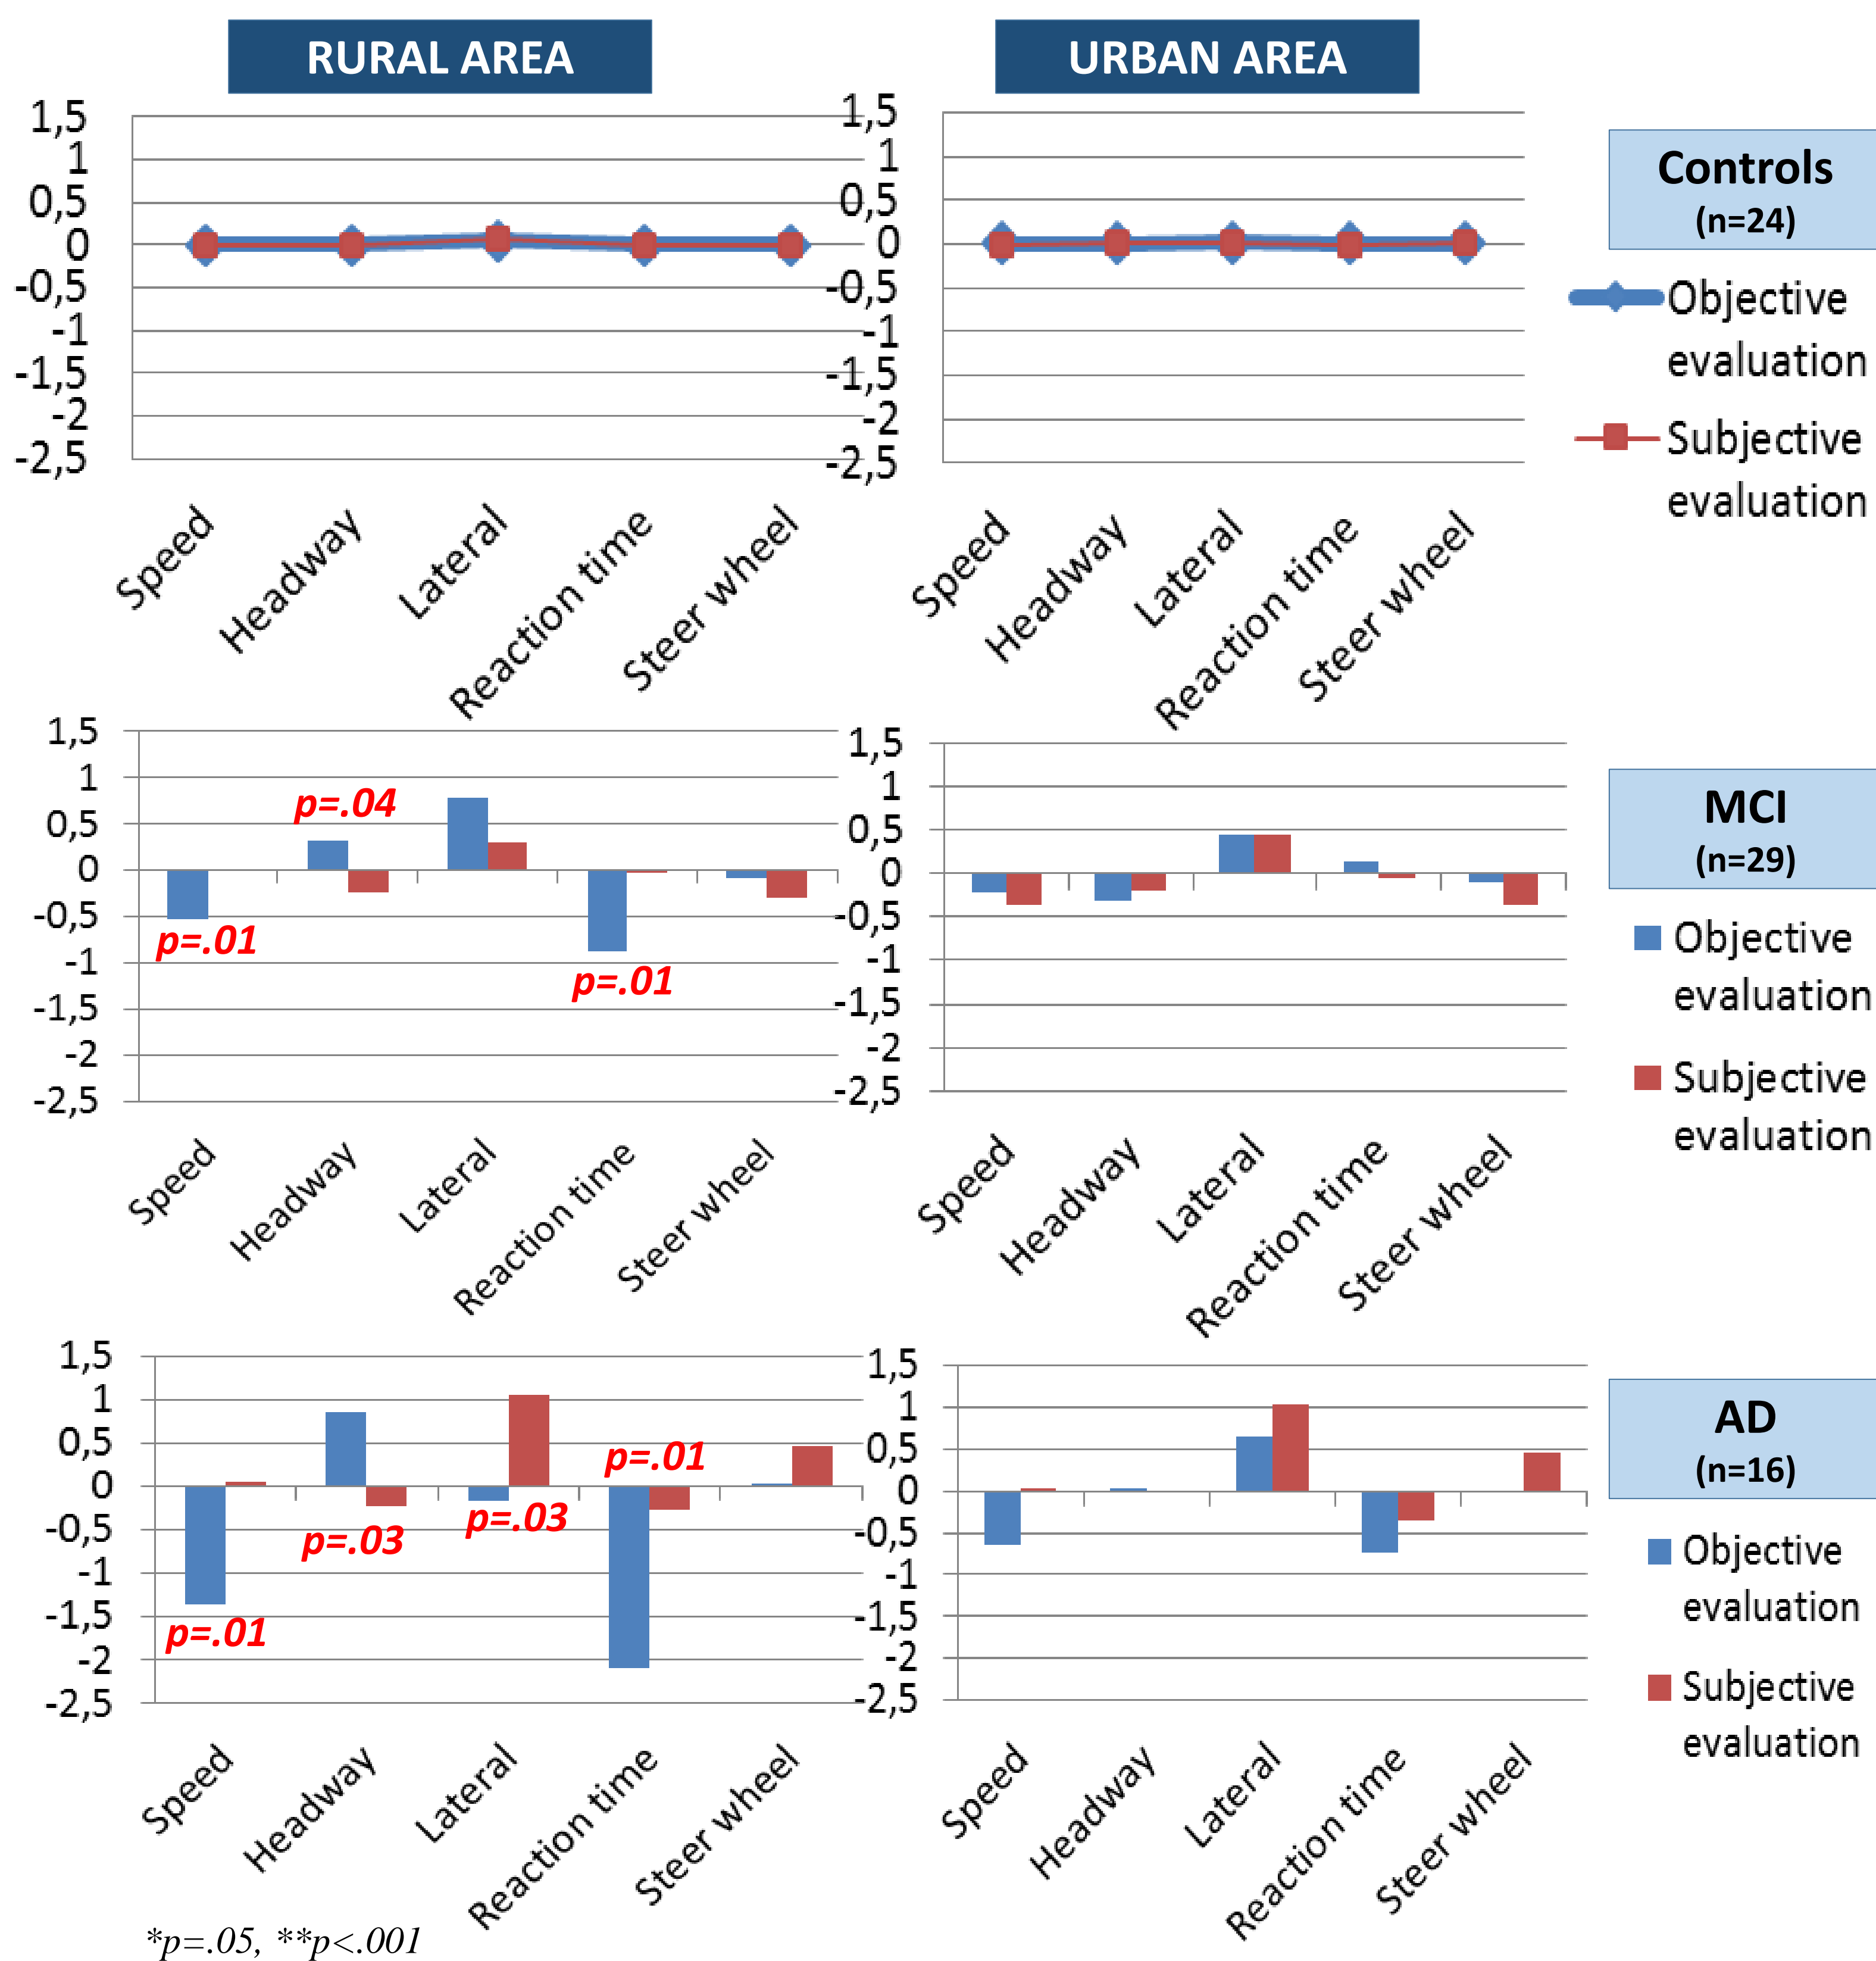 RURAL AREA
URBAN AREA
1,5
1
0,5
0
-0,5
-1
-1,5
-2
-2,5
Speed
Headway
Lateral
Reaction time
Steer wheel
1,5
1
0,5
0
-0,5
-1
-1,5
-2
-2,5
Speed
Headway
Lateral
Reaction time
Steer wheel
Controls
(n=24)
Objective
evaluation
Subjective
evaluation
1,5
1
0,5
0
-0,5
-1
-1,5
-2
-2,5
p=.01
p=.04
p=.01
Speed
Headway
Lateral
Reaction time
Steer wheel
1,5
1
0,5
0
-0,5
-1
-1,5
-2
-2,5
Speed
Headway
Lateral
Reaction time
Steer wheel
MCI
(n=29)
Objective
evaluation
Subjective
evaluation
1,5
1
0,5
0
-0,5
-1
-1,5
-2
-2,5
p=.01
p=.03
p=.03
p=.01
Speed
Headway
Lateral
Reaction time
Steer wheel
1,5
1
0,5
0
-0,5
-1
-1,5
-2
-2,5
Speed
Headway
Lateral
Reaction time
Steer wheel
AD
(n=16)
Objective
evaluation
Subjective
evaluation
*p=.05, **p<.001